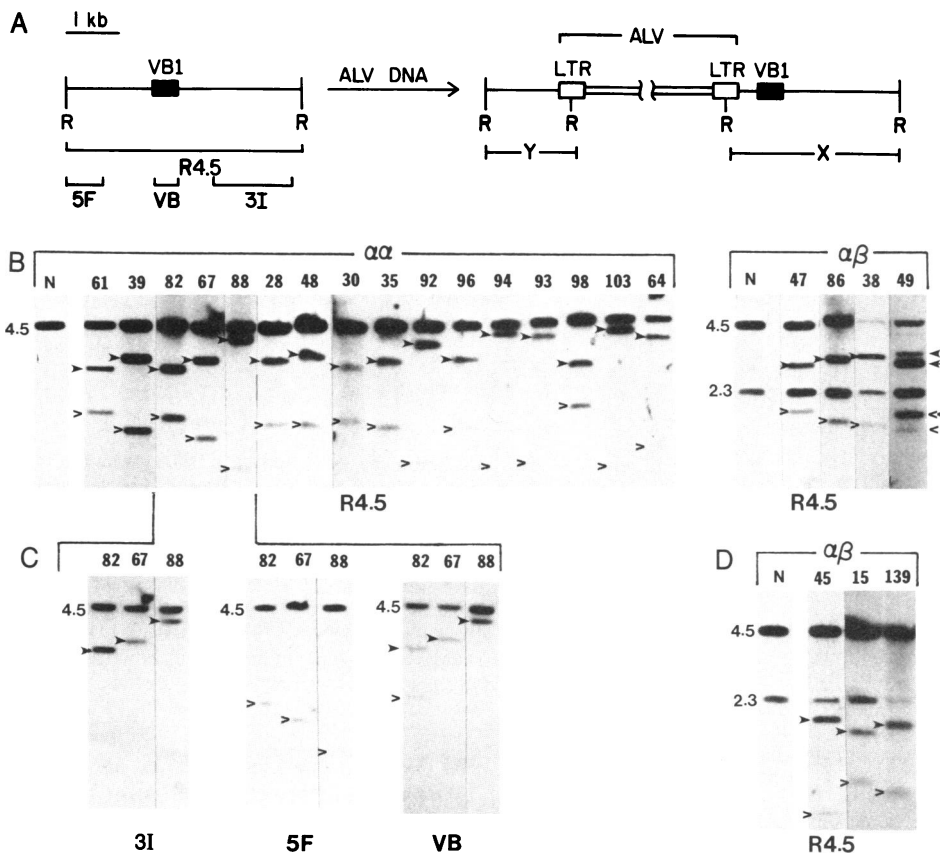 A
1 kb
VB1
R
R
R4.5
5F
VB
3I
ALV DNA
ALV
LTR
LTR
VB1
R
R
R
R
Y
X
B
αα
N 61 39 82 67 88 28 48 30 35 92 96 94 93 98 103 64
4.5
R4.5
αβ
N 47 86 38 49
4.5
2.3
R4.5
C
82 67 88
4.5
3I
82 67 88
4.5
5F
82 67 88
4.5
VB
D
αβ
N 45 15 139
4.5
2.3
R4.5